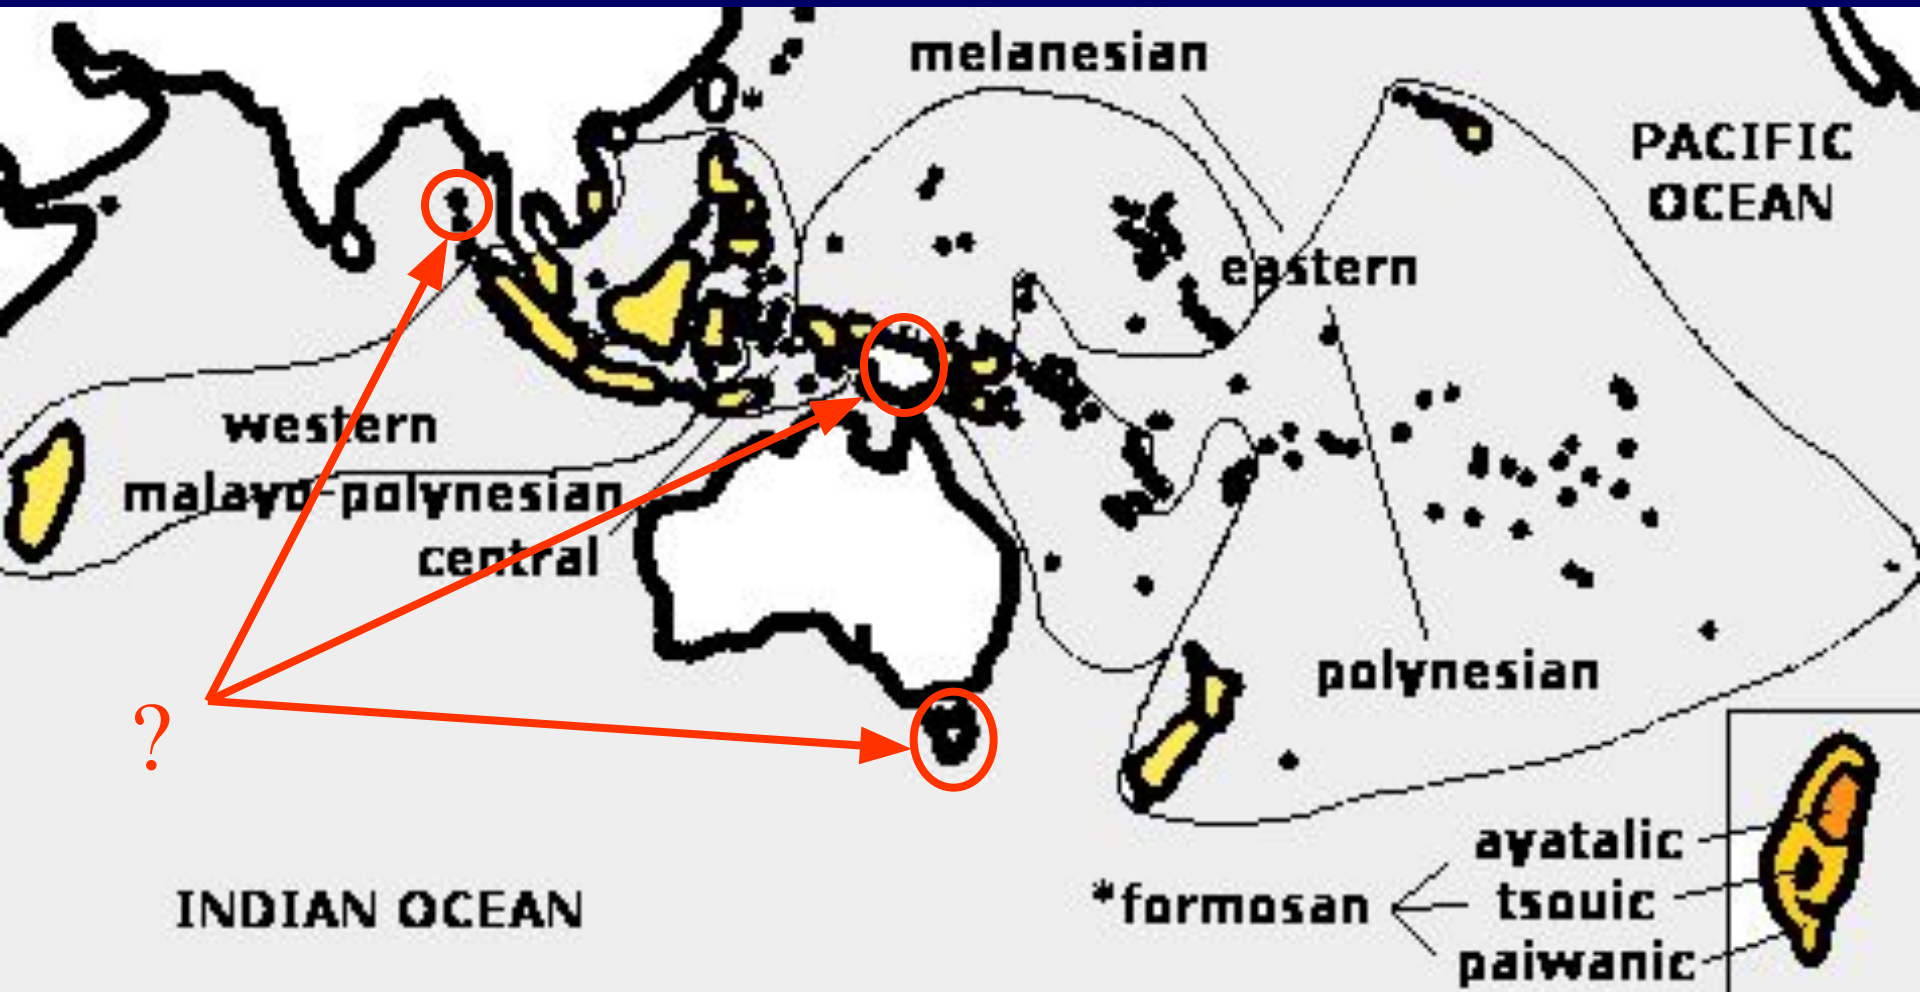 melanesian
PACIFIC
OCEAN
*
eastern
western
malayo-polynesian
central
polynesian
?
ayatalic
*formosan
tsouic
paiwanic
INDIAN OCEAN